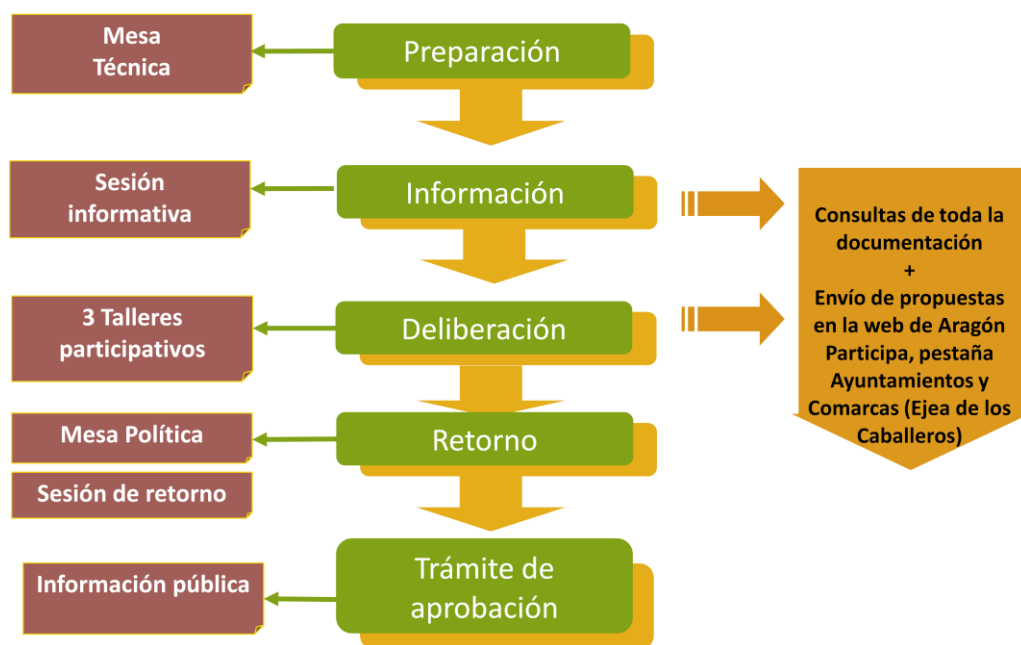 Mesa
Técnica
Preparación
Sesión
informativa
Información
3 Talleres
participativos
Deliberación
Consultas de toda la
documentación
+
Envío de propuestas
en la web de Aragón
Participa, pestaña
Ayuntamientos y
Comarcas (Ejea de los
Caballeros)
Mesa Política
Retorno
Sesión de retorno
Información pública
Trámite de
aprobación